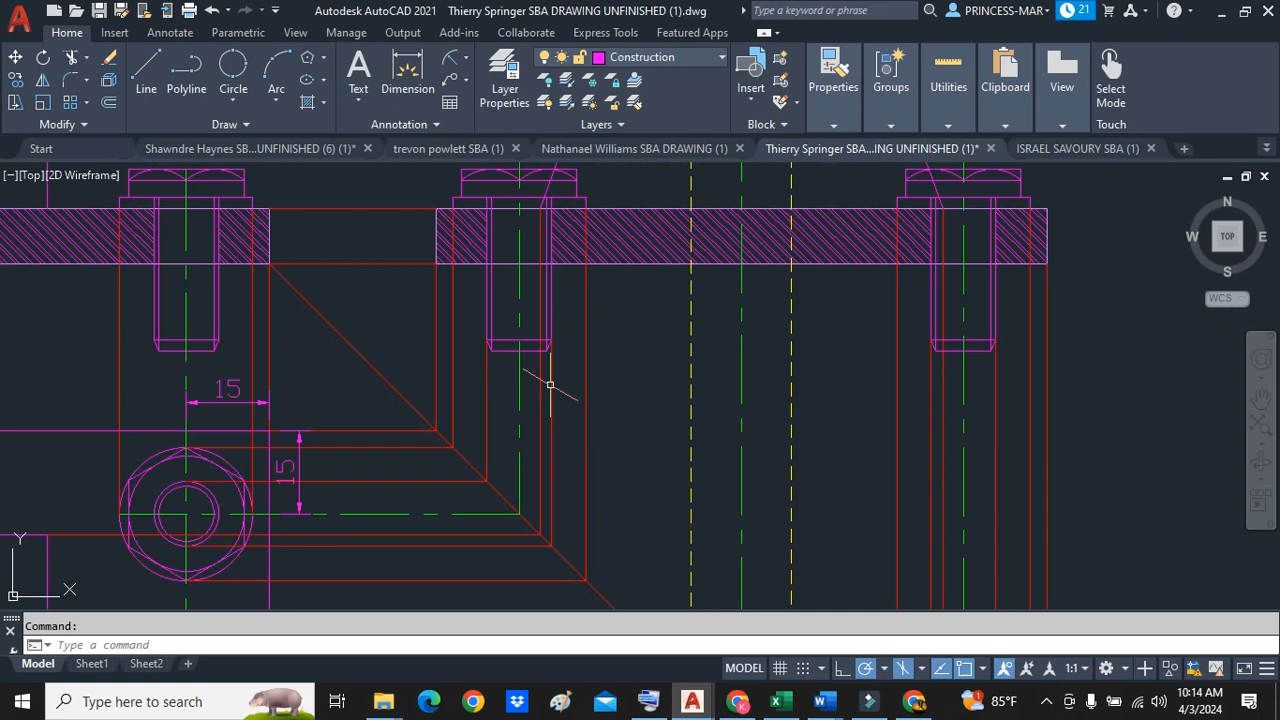 Autodesk AutoCAD 2021 Thierry Springer SBA DRAWING UNFINISHED (1).dwg Type a keyword or phrase PRINCESS-MAR 21
Home Insert Annotate Parametric View Manage Output Add-ins Collaborate Express Tools Featured Apps
Line Polyline Circle Arc Text Dimension Layer Properties Construction Insert Properties Groups Utilities Clipboard View Select Mode
Modify Draw Annotation Layers Block Touch
Start Shawndre Haynes SB...UNFINISHED (6) (1)* trevon powlett SBA (1) Nathanael Williams SBA DRAWING (1) Thierry Springer SBA...ING UNFINISHED (1)* ISRAEL SAVOURY SBA (1)
[−][Top][2D Wireframe]
N
W TOP E
S
WCS
15
15
Y
X
Command:
Type a command
Model Sheet1 Sheet2 MODEL 1:1
Type here to search 85°F 10:14 AM
4/3/2024